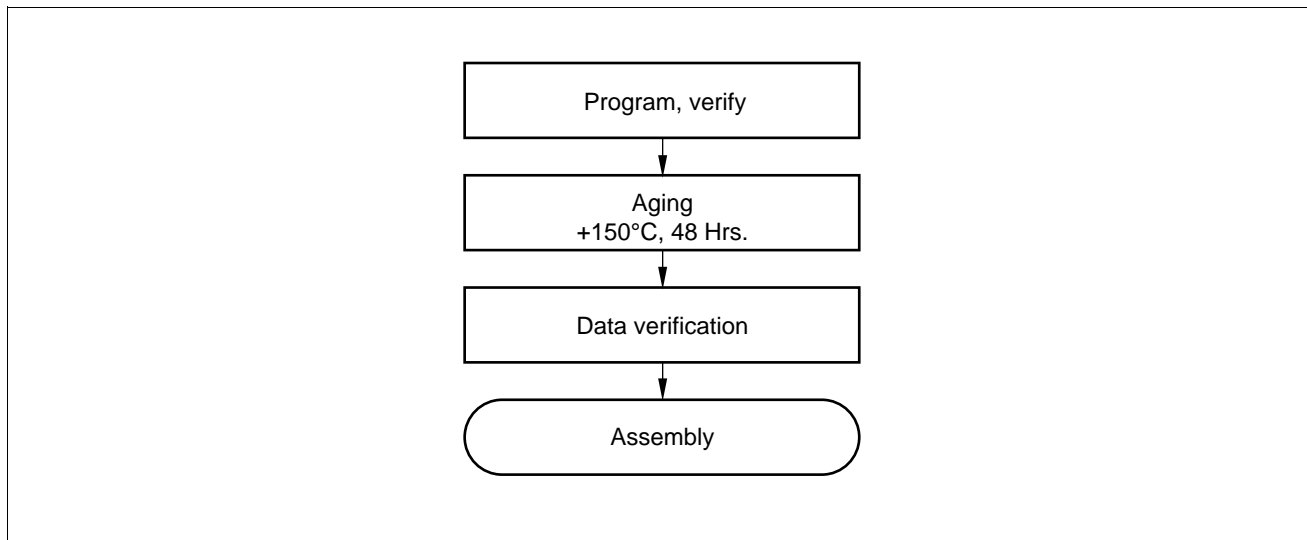 Program, verify
Aging
+150°C, 48 Hrs.
Data verification
Assembly